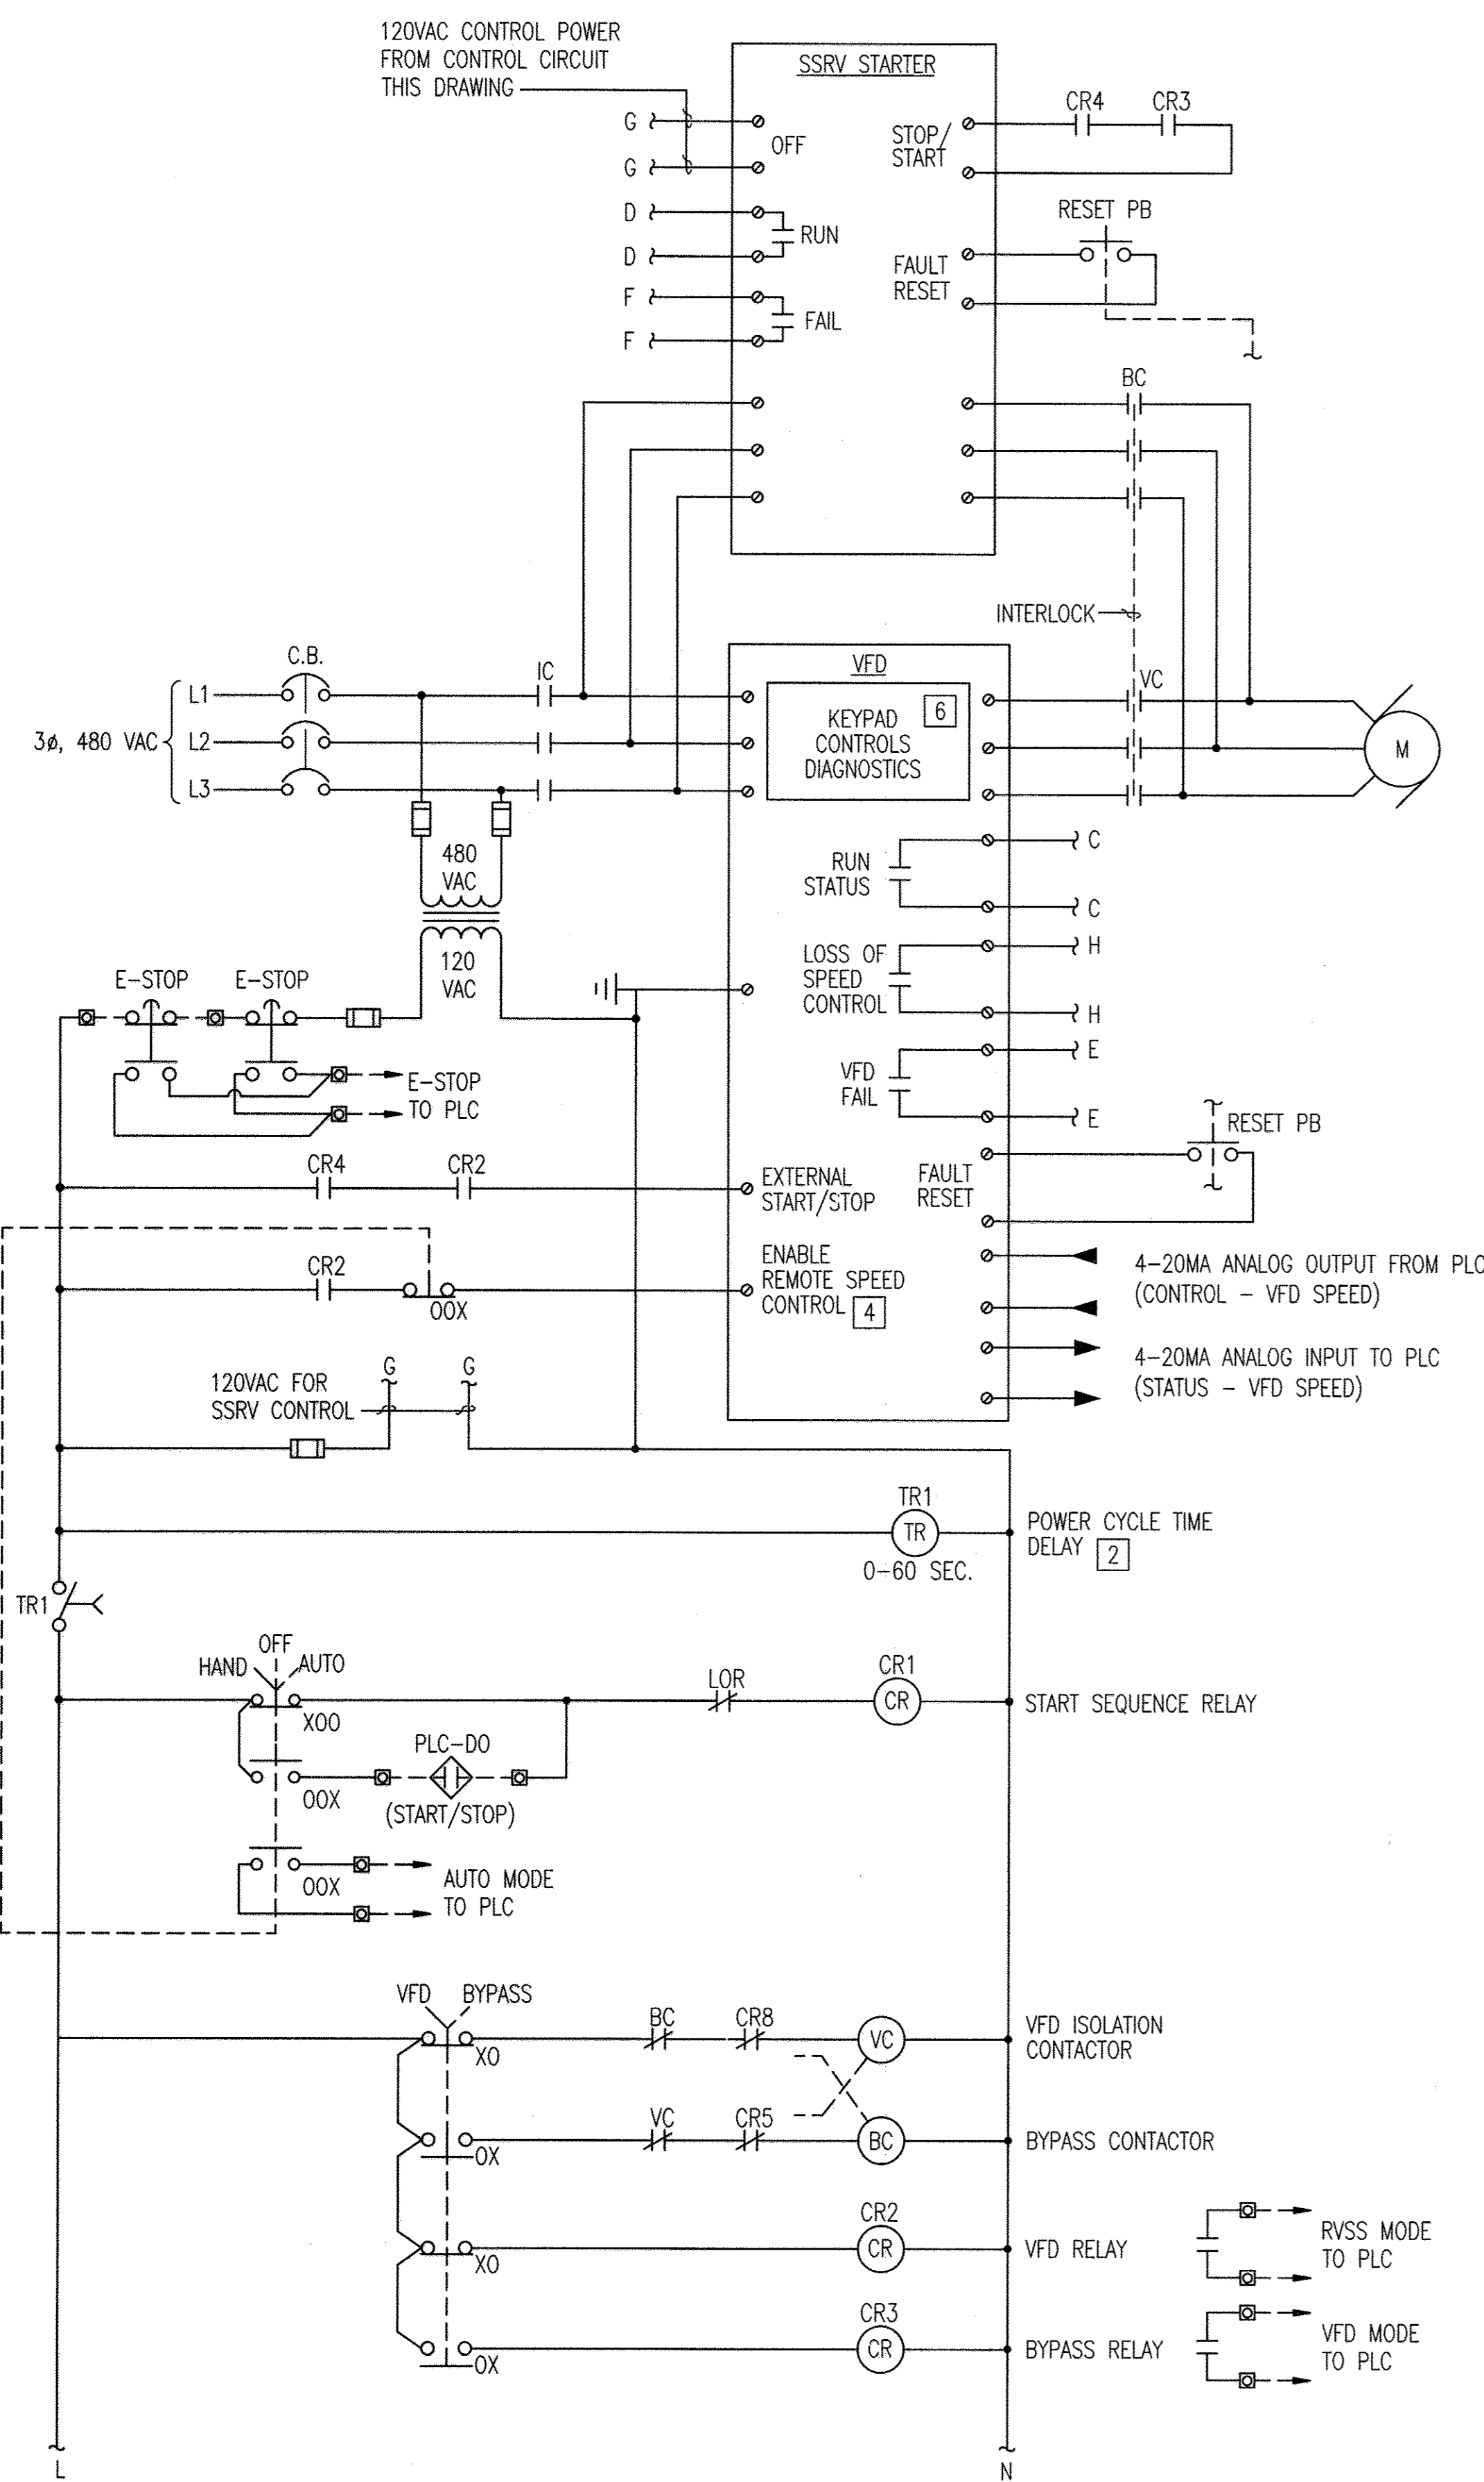 120VAC CONTROL POWER
FROM CONTROL CIRCUIT
THIS DRAWING
SSRV STARTER
G
OFF
G
D
RUN
D
F
FAIL
F
STOP/
START
CR4 CR3
RESET PB
FAULT
RESET
BC
INTERLOCK
C.B.
IC
VFD
VC
L1
3ø, 480 VAC
L2
L3
KEYPAD 6
CONTROLS
DIAGNOSTICS
M
480
VAC
120
VAC
RUN
STATUS
C
C
LOSS OF
SPEED
CONTROL
H
H
E-STOP E-STOP
E-STOP
TO PLC
VFD
FAIL
E
E
RESET PB
CR4 CR2
EXTERNAL
START/STOP
FAULT
RESET
CR2
OOX
ENABLE
REMOTE SPEED
CONTROL 4
4-20MA ANALOG OUTPUT FROM PLC
(CONTROL - VFD SPEED)
4-20MA ANALOG INPUT TO PLC
(STATUS - VFD SPEED)
120VAC FOR
SSRV CONTROL
G G
TR1
TR
0-60 SEC.
POWER CYCLE TIME
DELAY 2
TR1
OFF
HAND AUTO
XOO
LOR
CR1
CR
START SEQUENCE RELAY
PLC-DO
OOX
(START/STOP)
OOX
AUTO MODE
TO PLC
VFD BYPASS
XO
BC CR8
VC
VFD ISOLATION
CONTACTOR
OX
VC CR5
BC
BYPASS CONTACTOR
XO
CR2
CR
VFD RELAY
RVSS MODE
TO PLC
OX
CR3
CR
BYPASS RELAY
VFD MODE
TO PLC
L
N